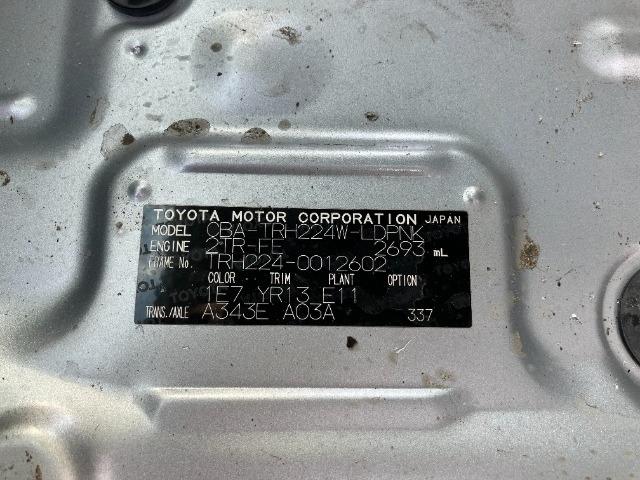 TOYOTA MOTOR CORPORATION JAPAN
MODEL CBA-TRH224W-LDPNK
ENGINE 2TR-FE 2693 mL
FRAME No. TRH224-0012602
COLOR TRIM PLANT OPTION
1E7 YR13 E11
TRANS./AXLE A343E A03A 337